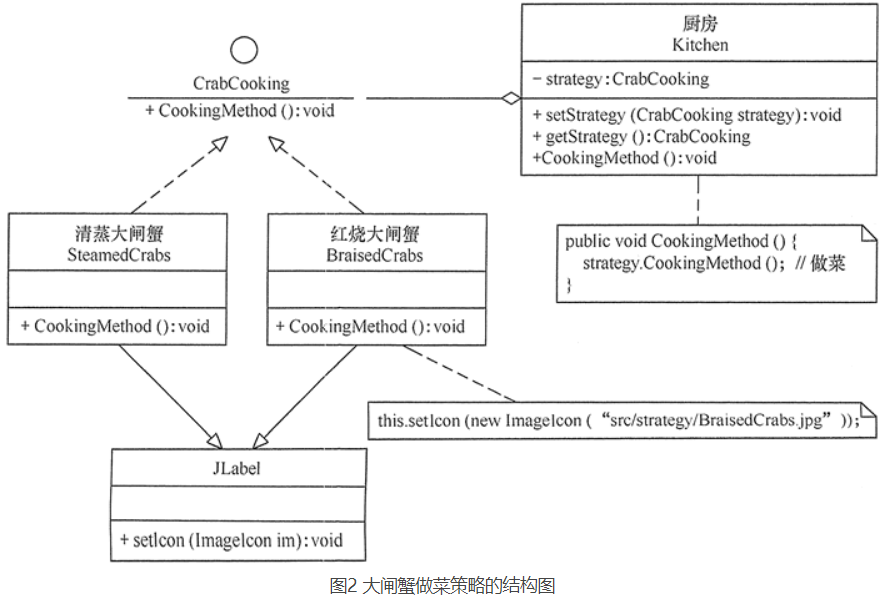 CrabCooking
+ CookingMethod ( ): void
厨房
Kitchen
− strategy: CrabCooking
+ setStrategy (CrabCooking strategy): void
+ getStrategy ( ): CrabCooking
+CookingMethod ( ): void
清蒸大闸蟹
SteamedCrabs
+ CookingMethod ( ): void
红烧大闸蟹
BraisedCrabs
+ CookingMethod ( ): void
public void CookingMethod ( ) {
strategy.CookingMethod ( ); // 做菜
}
this.setIcon (new ImageIcon ( “src/strategy/BraisedCrabs.jpg” ));
JLabel
+ setIcon (ImageIcon im): void
图2 大闸蟹做菜策略的结构图